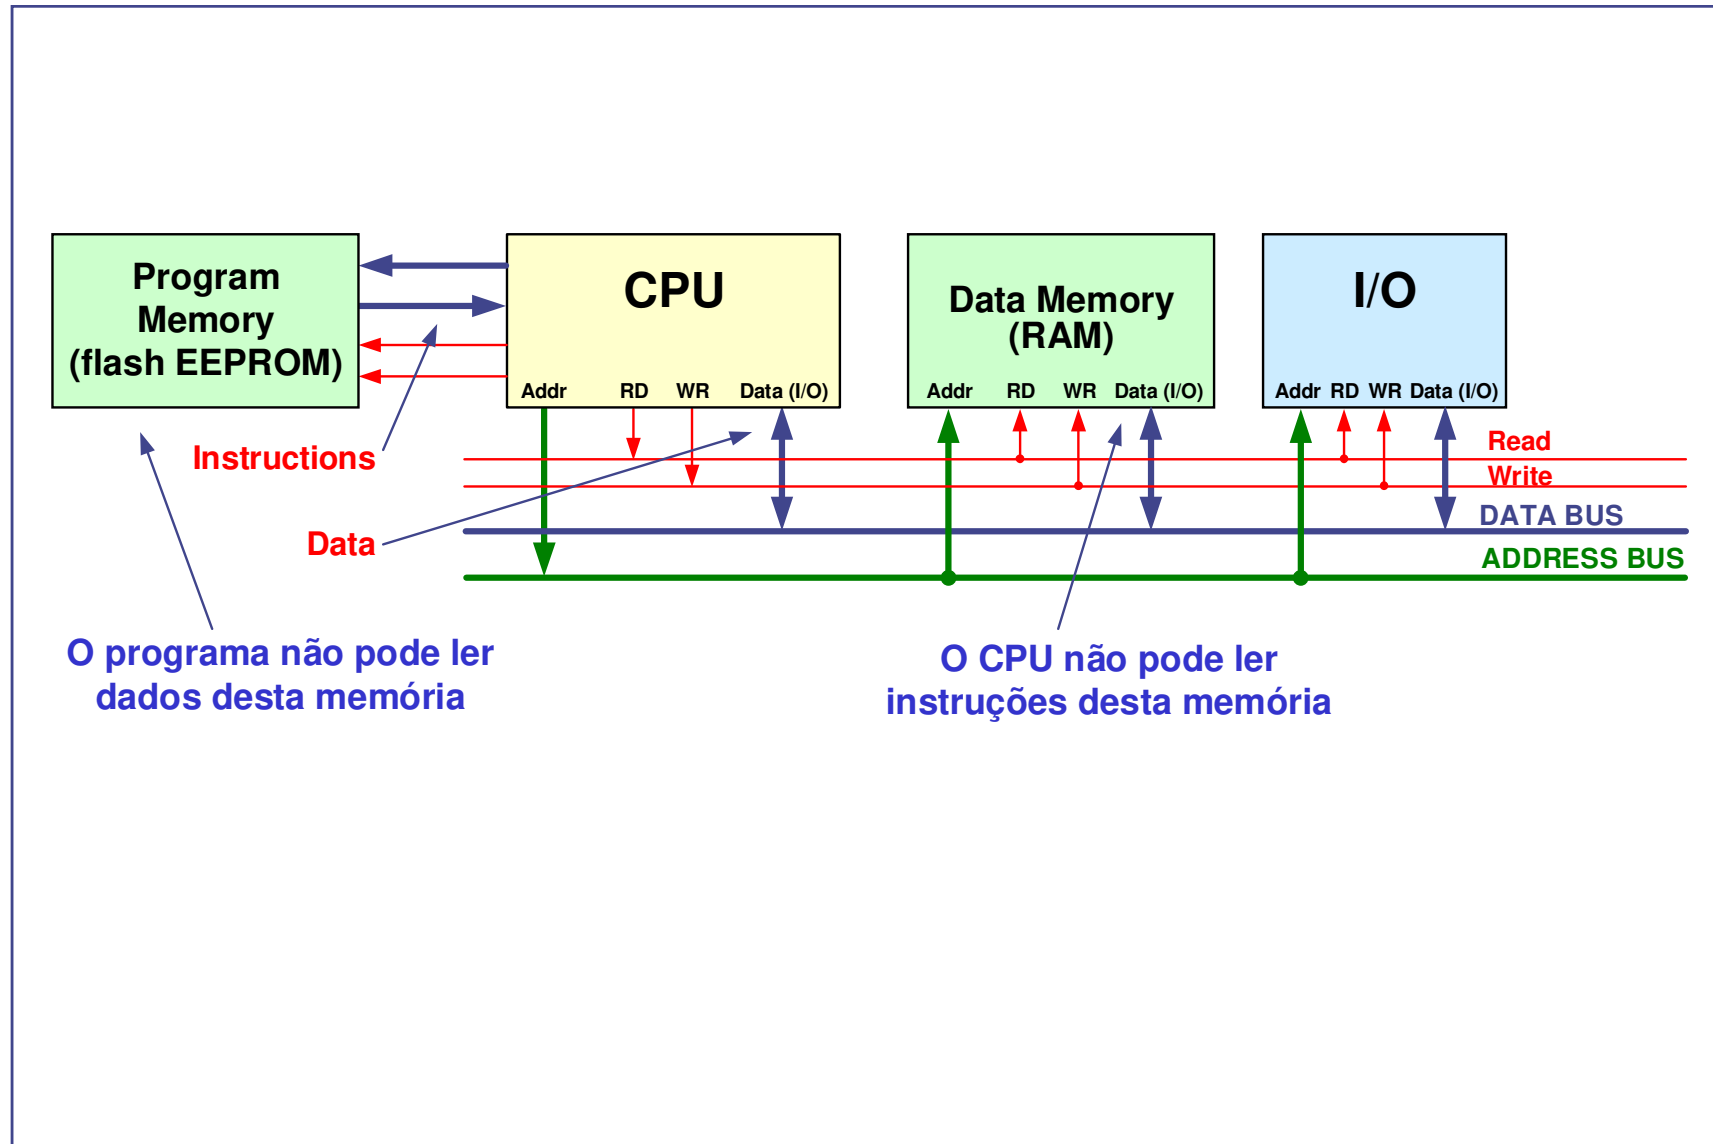 Program
Memory
(flash EEPROM)
CPU
Addr RD WR Data (I/O)
Data Memory
(RAM)
Addr RD WR Data (I/O)
I/O
Addr RD WR Data (I/O)
Instructions
Data
Read
Write
DATA BUS
ADDRESS BUS
O programa não pode ler
dados desta memória
O CPU não pode ler
instruções desta memória